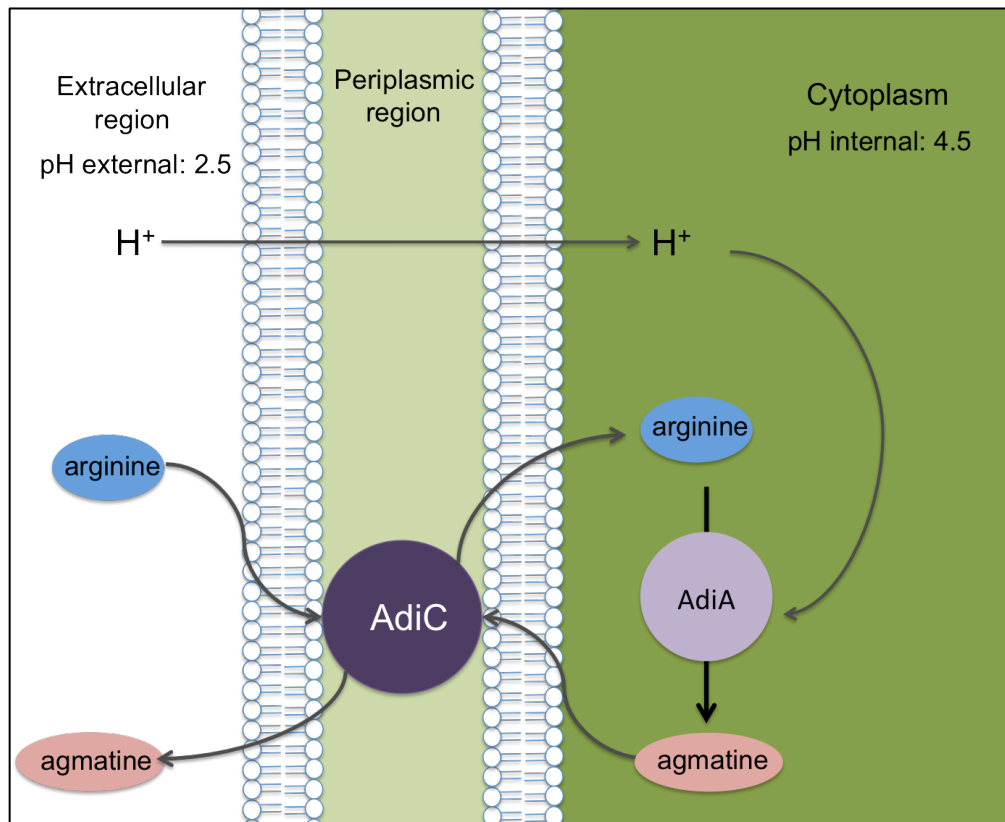 Extracellular
region
pH external: 2.5
Periplasmic
region
Cytoplasm
pH internal: 4.5
H⁺
H⁺
arginine
arginine
AdiC
AdiA
agmatine
agmatine